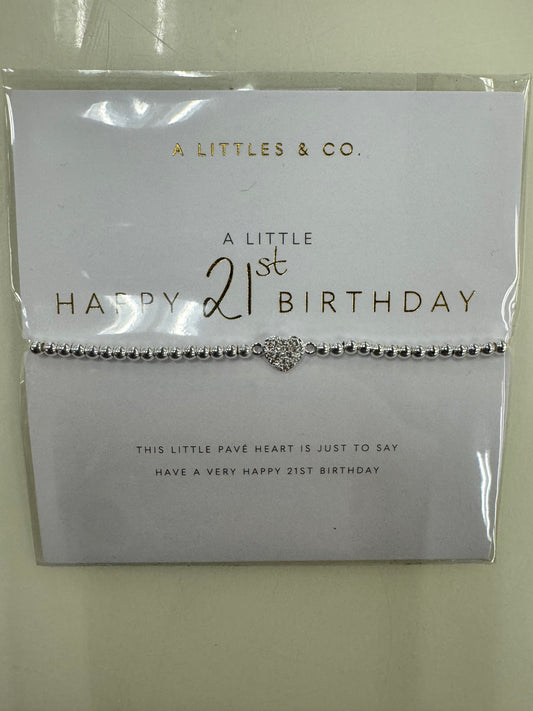 A LITTLES & CO.
A LITTLE
HAPPY 21st BIRTHDAY
THIS LITTLE PAVÉ HEART IS JUST TO SAY
HAVE A VERY HAPPY 21ST BIRTHDAY